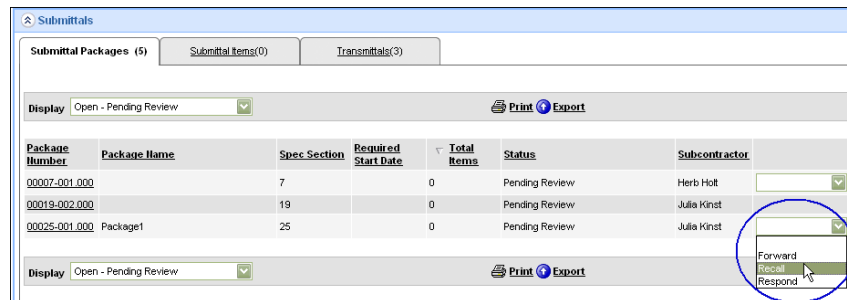 Submittals
Submittal Packages (5) Submittal Items(0) Transmittals(3)
Display Open - Pending Review Print Export
Package Number Package Name Spec Section Required Start Date Total Items Status Subcontractor
00007-001.000 7 0 Pending Review Herb Holt
00019-002.000 19 0 Pending Review Julia Kinst
00025-001.000 Package1 25 0 Pending Review Julia Kinst
Forward
Recall
Respond
Display Open - Pending Review Print Export